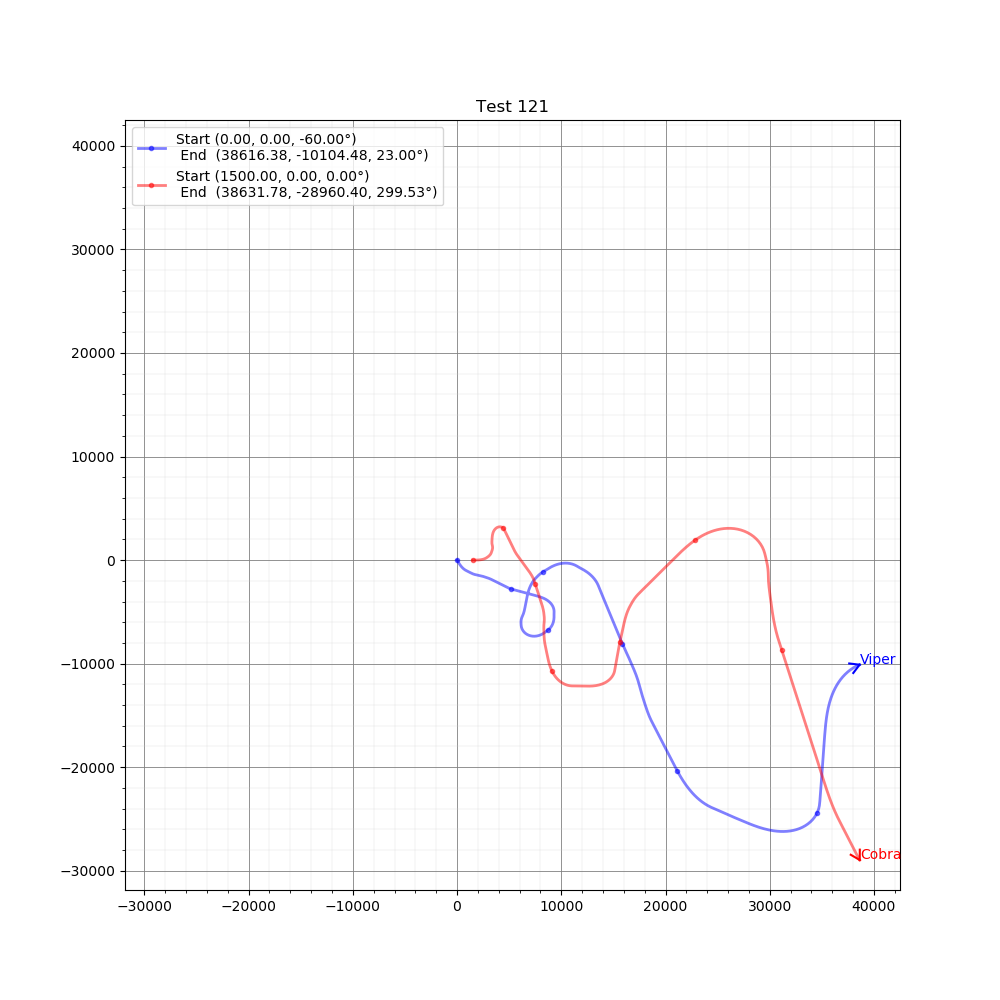 Test 121
Start (0.00, 0.00, -60.00°)
End  (38616.38, -10104.48, 23.00°)
Start (1500.00, 0.00, 0.00°)
End  (38631.78, -28960.40, 299.53°)
40000
30000
20000
10000
0
−10000
−20000
−30000
Viper
Cobra
−30000 −20000 −10000 0 10000 20000 30000 40000